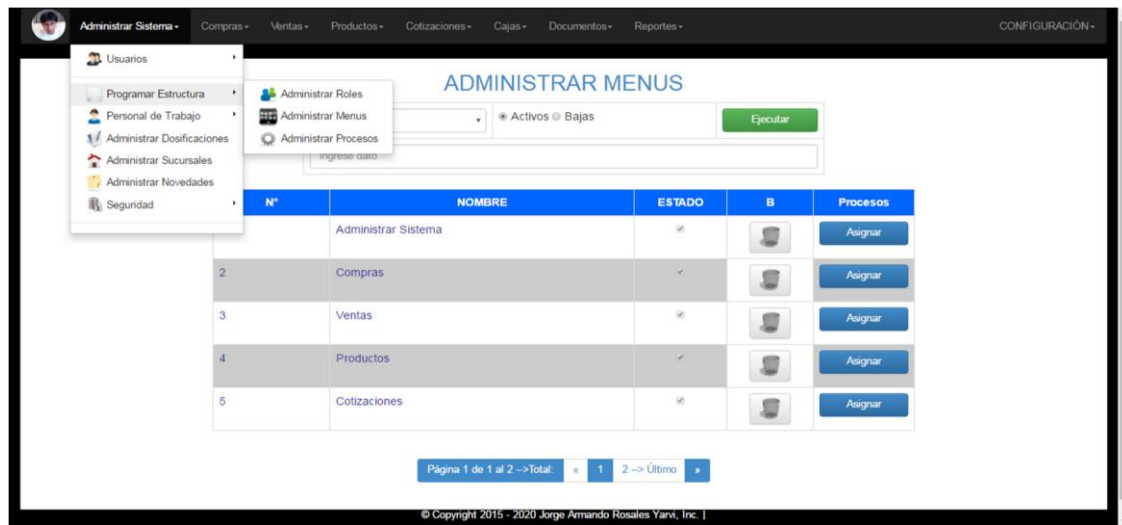 Administrar Sistema Compras Ventas Productos Cotizaciones Cajas Documentos Reportes CONFIGURACIÓN
Usuarios
Programar Estructura
Personal de Trabajo
Administrar Dosificaciones
Administrar Sucursales
Administrar Novedades
Seguridad
Administrar Roles
Administrar Menus
Administrar Procesos
ADMINISTRAR MENUS
Activos Bajas Ejecutar
Ingrese dato
N° NOMBRE ESTADO B Procesos
Administrar Sistema Asignar
2 Compras Asignar
3 Ventas Asignar
4 Productos Asignar
5 Cotizaciones Asignar
Página 1 de 1 al 2 -->Total: « 1 2 --> Último »
© Copyright 2015 - 2020 Jorge Armando Rosales Yarvi, Inc. |